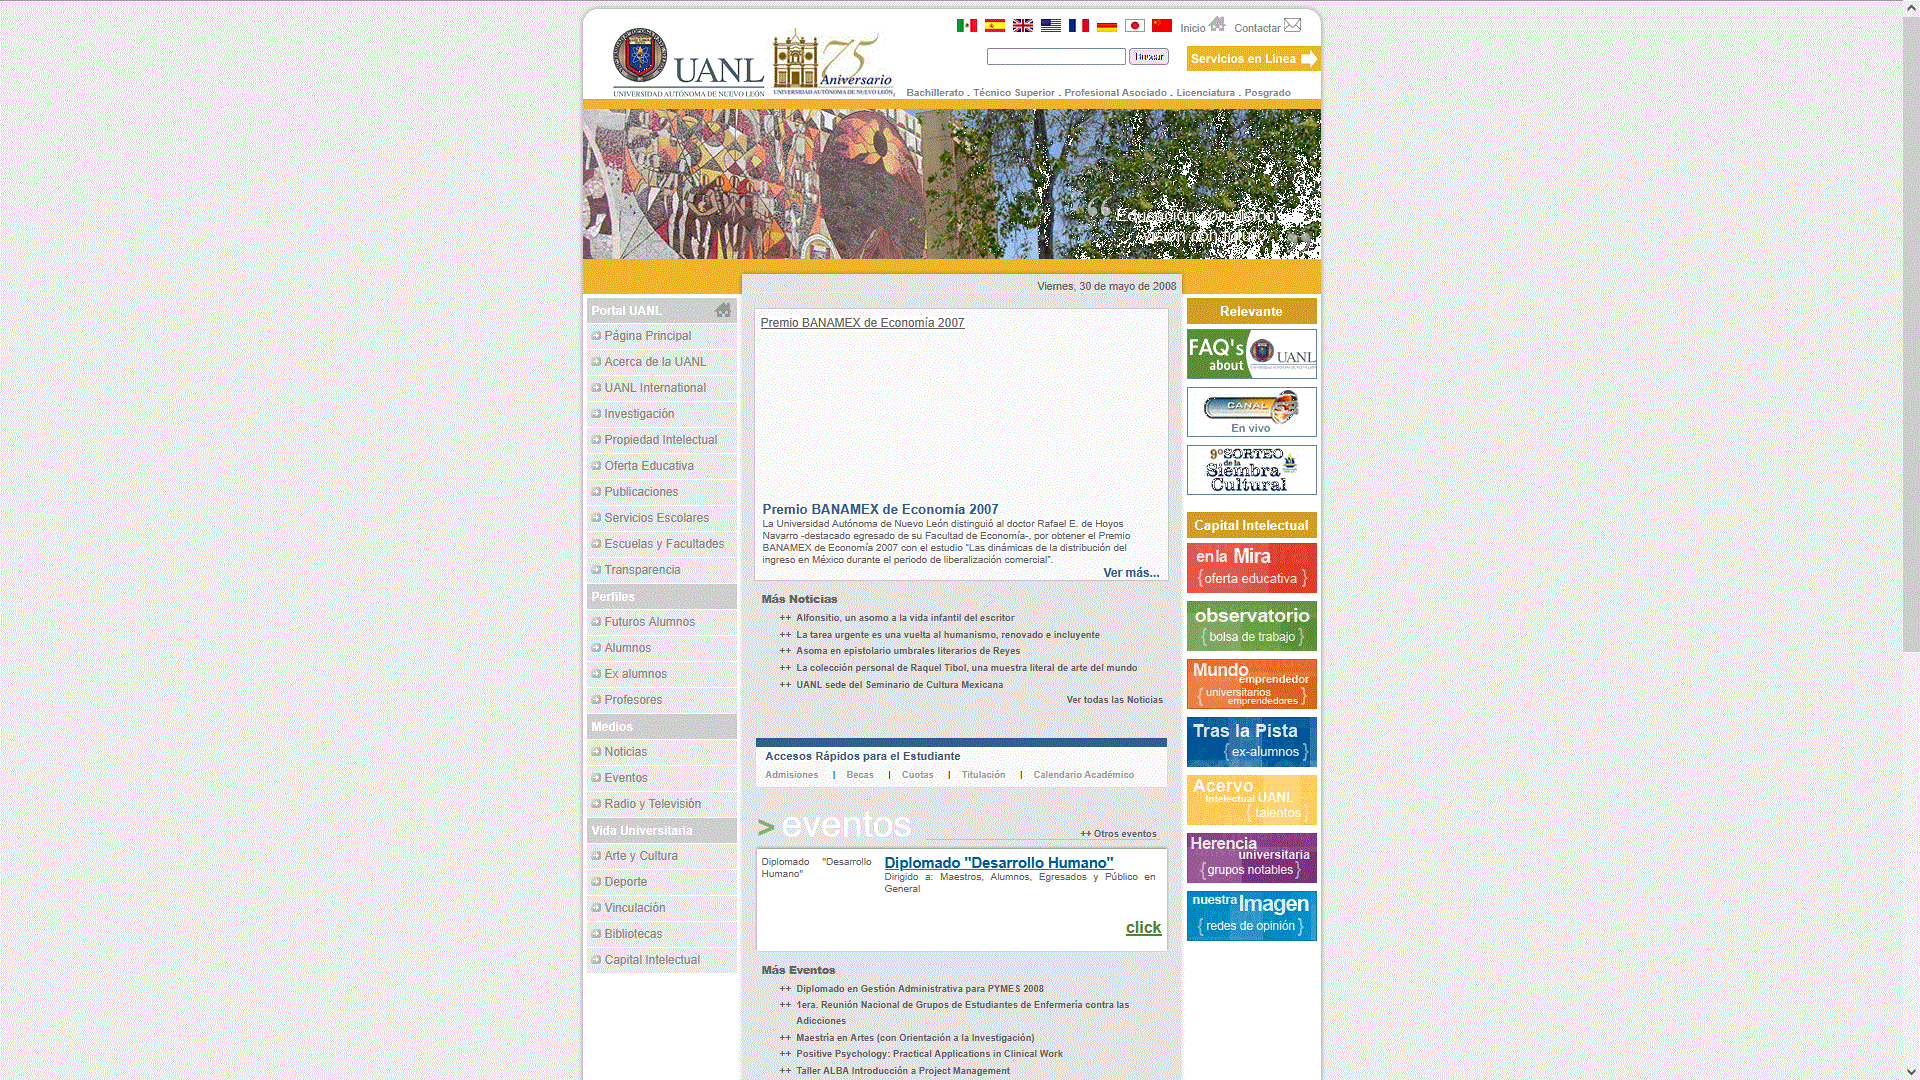 Inicio
Contactar
UANL
UNIVERSIDAD AUTÓNOMA DE NUEVO LEÓN
75
Aniversario
UNIVERSIDAD AUTÓNOMA DE NUEVO LEÓN
Buscar
Servicios en Línea
Bachillerato . Técnico Superior . Profesional Asociado . Licenciatura . Posgrado
Viernes, 30 de mayo de 2008
Portal UANL
Página Principal
Acerca de la UANL
UANL International
Investigación
Propiedad Intelectual
Oferta Educativa
Publicaciones
Servicios Escolares
Escuelas y Facultades
Transparencia
Perfiles
Futuros Alumnos
Alumnos
Ex alumnos
Profesores
Medios
Noticias
Eventos
Radio y Televisión
Vida Universitaria
Arte y Cultura
Deporte
Vinculación
Bibliotecas
Capital Intelectual
Premio BANAMEX de Economía 2007
Premio BANAMEX de Economía 2007
La Universidad Autónoma de Nuevo León distinguió al doctor Rafael E. de Hoyos
Navarro -destacado egresado de su Facultad de Economía-, por obtener el Premio
BANAMEX de Economía 2007 con el estudio “Las dinámicas de la distribución del
ingreso en México durante el periodo de liberalización comercial”.
Ver más...
Más Noticias
++ Alfonsitio, un asomo a la vida infantil del escritor
++ La tarea urgente es una vuelta al humanismo, renovado e incluyente
++ Asoma en epistolario umbrales literarios de Reyes
++ La colección personal de Raquel Tibol, una muestra literal de arte del mundo
++ UANL sede del Seminario de Cultura Mexicana
Ver todas las Noticias
Accesos Rápidos para el Estudiante
Admisiones | Becas | Cuotas | Titulación | Calendario Académico
> eventos
++ Otros eventos
Diplomado "Desarrollo
Humano"
Diplomado "Desarrollo Humano"
Dirigido a: Maestros, Alumnos, Egresados y Público en
General
click
Más Eventos
++ Diplomado en Gestión Administrativa para PYMES 2008
++ 1era. Reunión Nacional de Grupos de Estudiantes de Enfermería contra las
Adicciones
++ Maestría en Artes (con Orientación a la Investigación)
++ Positive Psychology: Practical Applications in Clinical Work
++ Taller ALBA Introducción a Project Management
Relevante
FAQ's
about
UANL
CANAL 53
En vivo
9º SORTEO
de la
Siembra
Cultural
Capital Intelectual
en la Mira
{ oferta educativa }
observatorio
{ bolsa de trabajo }
Mundo
emprendedor
{ universitarios
emprendedores }
Tras la Pista
{ ex-alumnos }
Acervo
Intelectual UANL
{ talentos }
Herencia
universitaria
{ grupos notables }
nuestra Imagen
{ redes de opinión }